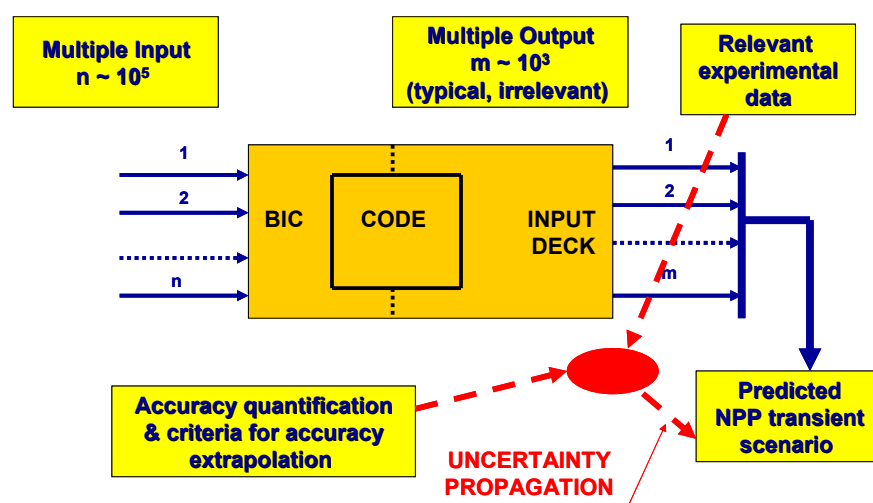 Multiple Input
n ~ 10⁵
Multiple Output
m ~ 10³
(typical, irrelevant)
Relevant
experimental
data
1
2
n
BIC
CODE
INPUT
DECK
1
2
m
Accuracy quantification
& criteria for accuracy
extrapolation
UNCERTAINTY
PROPAGATION
Predicted
NPP transient
scenario